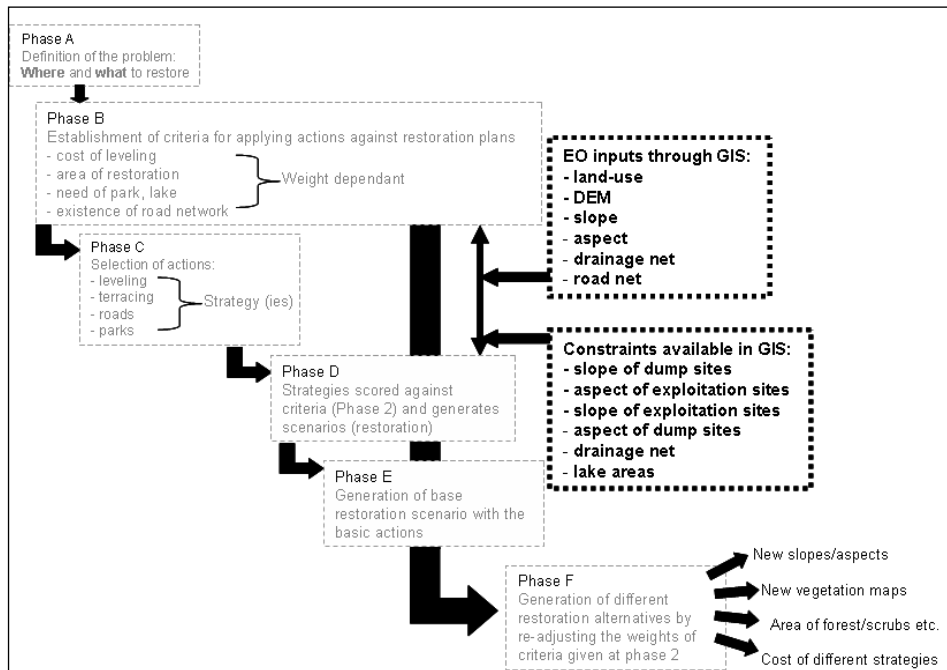 Phase A
Definition of the problem:
Where and what to restore
Phase B
Establishment of criteria for applying actions against restoration plans
- cost of leveling
- area of restoration
- need of park, lake
- existence of road network
Weight dependant
EO inputs through GIS:
- land-use
- DEM
- slope
- aspect
- drainage net
- road net
Phase C
Selection of actions:
- leveling
- terracing
- roads
- parks
Strategy (ies)
Constraints available in GIS:
- slope of dump sites
- aspect of exploitation sites
- slope of exploitation sites
- aspect of dump sites
- drainage net
- lake areas
Phase D
Strategies scored against
criteria (Phase 2) and generates
scenarios (restoration)
Phase E
Generation of base
restoration scenario with the
basic actions
Phase F
Generation of different
restoration alternatives by
re-adjusting the weights of
criteria given at phase 2
New slopes/aspects
New vegetation maps
Area of forest/scrubs etc.
Cost of different strategies